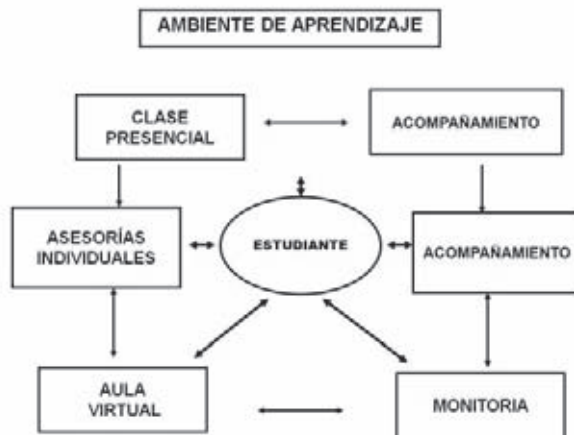 AMBIENTE DE APRENDIZAJE
CLASE
PRESENCIAL
ACOMPAÑAMIENTO
ASESORÍAS
INDIVIDUALES
ESTUDIANTE
ACOMPAÑAMIENTO
AULA
VIRTUAL
MONITORIA